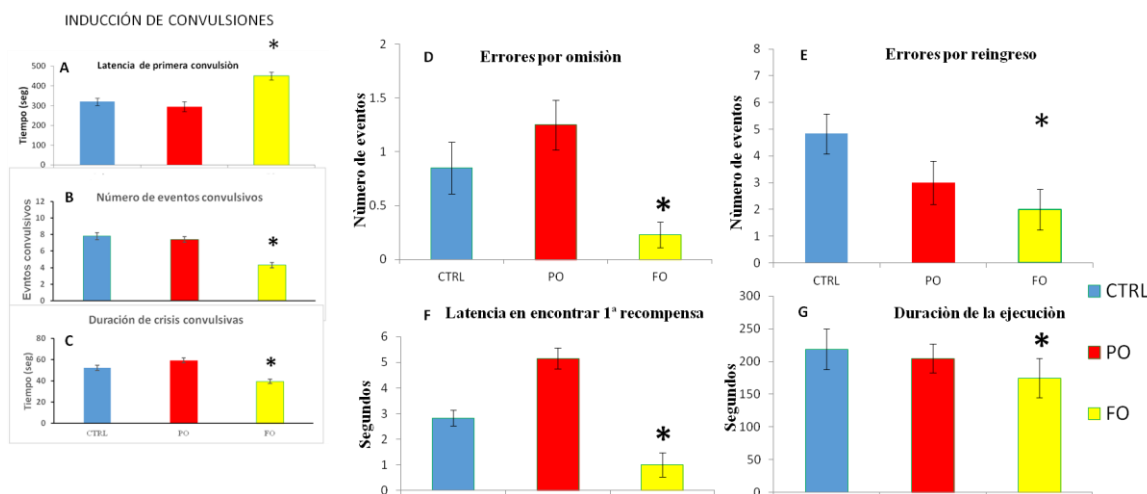 INDUCCIÓN DE CONVULSIONES
A
Latencia de primera convulsiòn
*
Tiempo (seg)
500
400
300
200
100
0
B
Número de eventos convulsivos
*
Evntos convulsivos
12
10
8
6
4
2
0
C
Duración de crisis convulsivas
*
Tiempo (seg)
80
60
40
20
0
CTRL
PO
FO
D
Errores por omisiòn
Nùmero de eventos
2
1.5
1
0.5
0
*
CTRL
PO
FO
E
Errores por reingreso
Nùmero de eventos
8
7
6
5
4
3
2
1
0
*
CTRL
PO
FO
F
Latencia en encontrar 1ª recompensa
Segundos
6
5
4
3
2
1
0
*
G
Duraciòn de la ejecuciòn
Segundos
300
250
200
150
100
50
0
*
CTRL
PO
FO